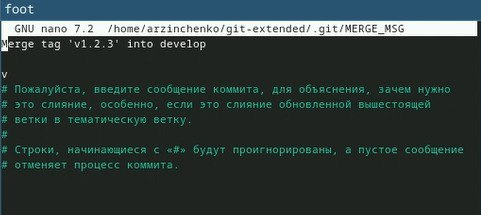 foot
GNU nano 7.2 /home/arzinchenko/git-extended/.git/MERGE_MSG
Merge tag 'v1.2.3' into develop
v
# Пожалуйста, введите сообщение коммита, для объяснения, зачем нужно
# это слияние, особенно, если это слияние обновленной вышестоящей
# ветки в тематическую ветку.
#
# Строки, начинающиеся с «#» будут проигнорированы, а пустое сообщение
# отменяет процесс коммита.